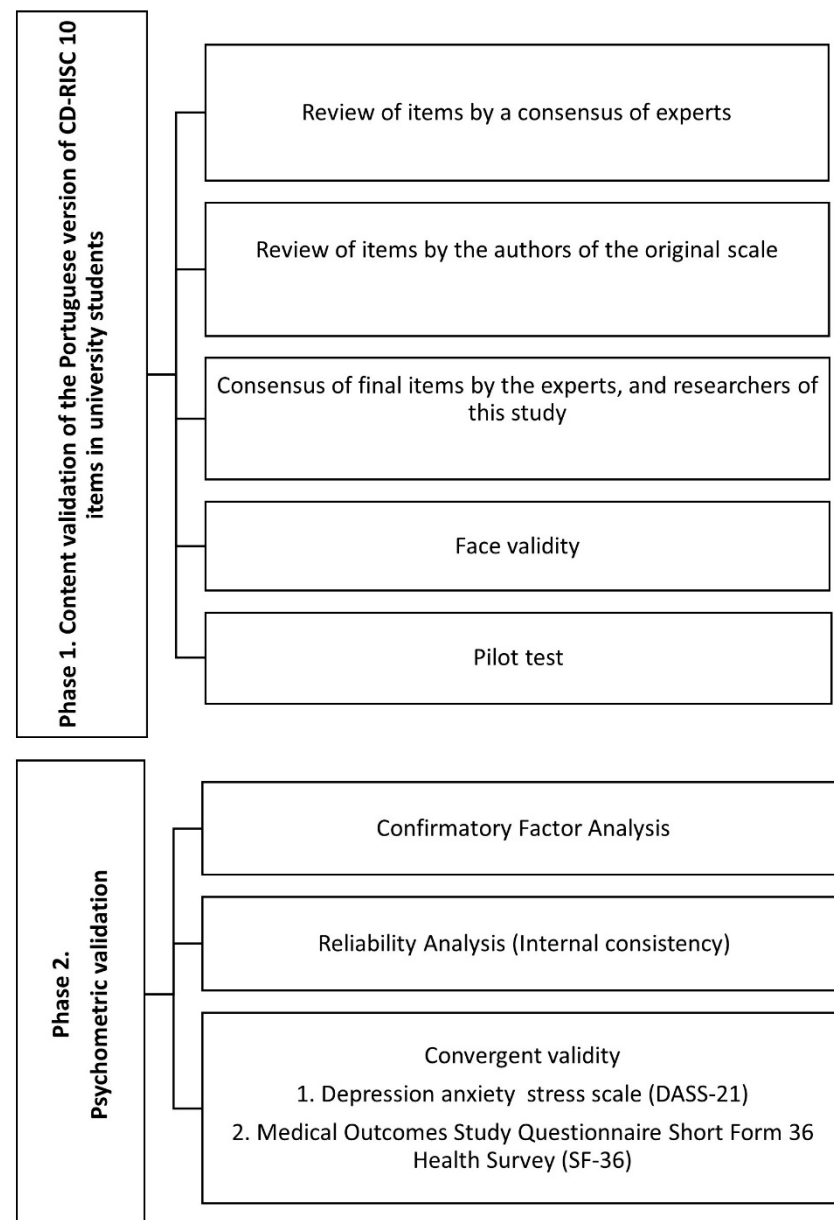 Phase 1. Content validation of the Portuguese version of CD-RISC 10
items in university students
Review of items by a consensus of experts
Review of items by the authors of the original scale
Consensus of final items by the experts, and researchers of
this study
Face validity
Pilot test
Phase 2.
Psychometric validation
Confirmatory Factor Analysis
Reliability Analysis (Internal consistency)
Convergent validity
1. Depression anxiety stress scale (DASS-21)
2. Medical Outcomes Study Questionnaire Short Form 36
Health Survey (SF-36)